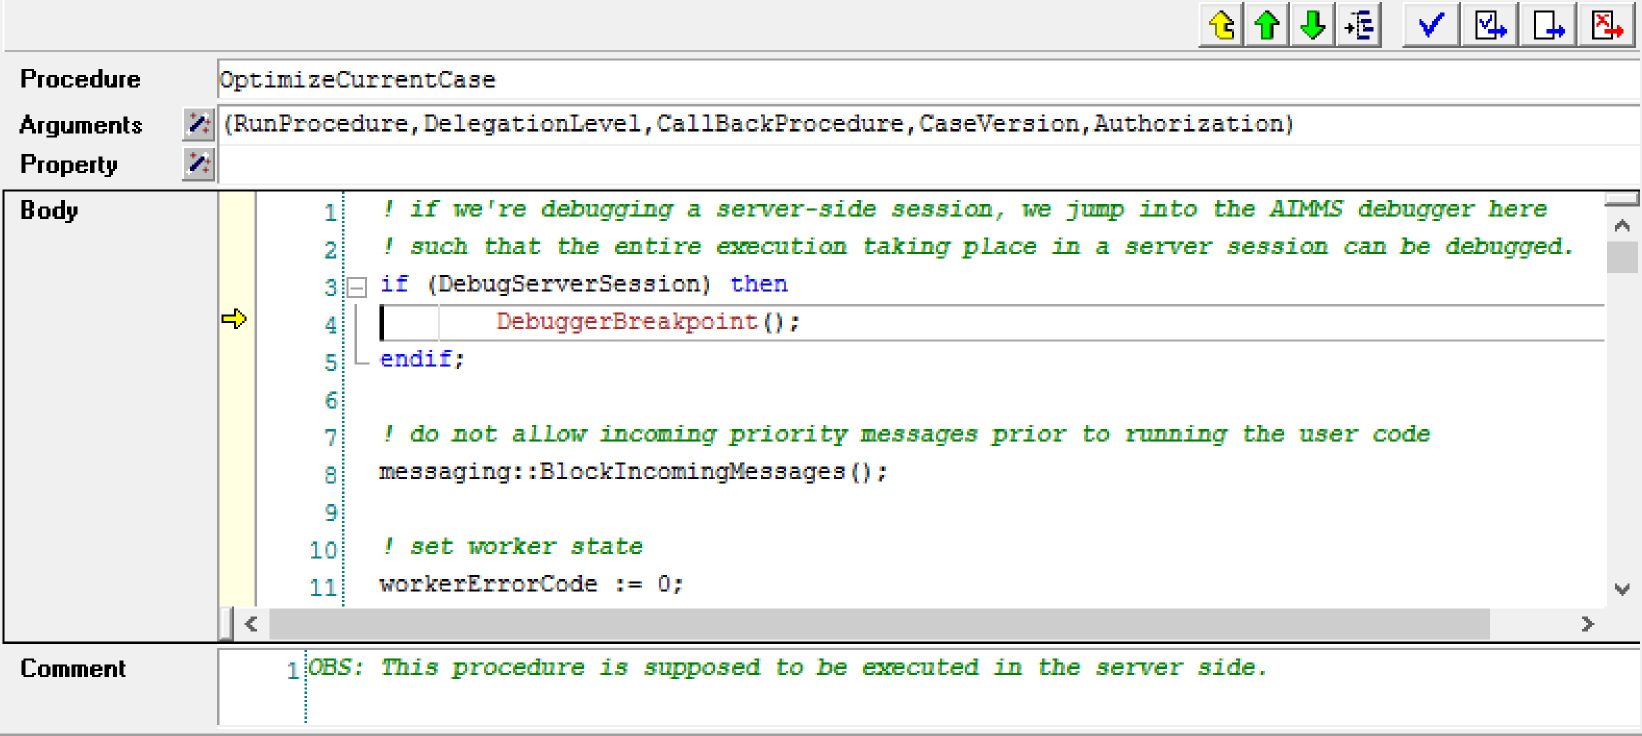 Procedure OptimizeCurrentCase
Arguments (RunProcedure,DelegationLevel,CallBackProcedure,CaseVersion,Authorization)
Property
Body
1 ! if we're debugging a server-side session, we jump into the AIMMS debugger here
2 ! such that the entire execution taking place in a server session can be debugged.
3 if (DebugServerSession) then
4 DebuggerBreakpoint();
5 endif;
6
7 ! do not allow incoming priority messages prior to running the user code
8 messaging::BlockIncomingMessages();
9
10 ! set worker state
11 workerErrorCode := 0;
Comment 1 OBS: This procedure is supposed to be executed in the server side.